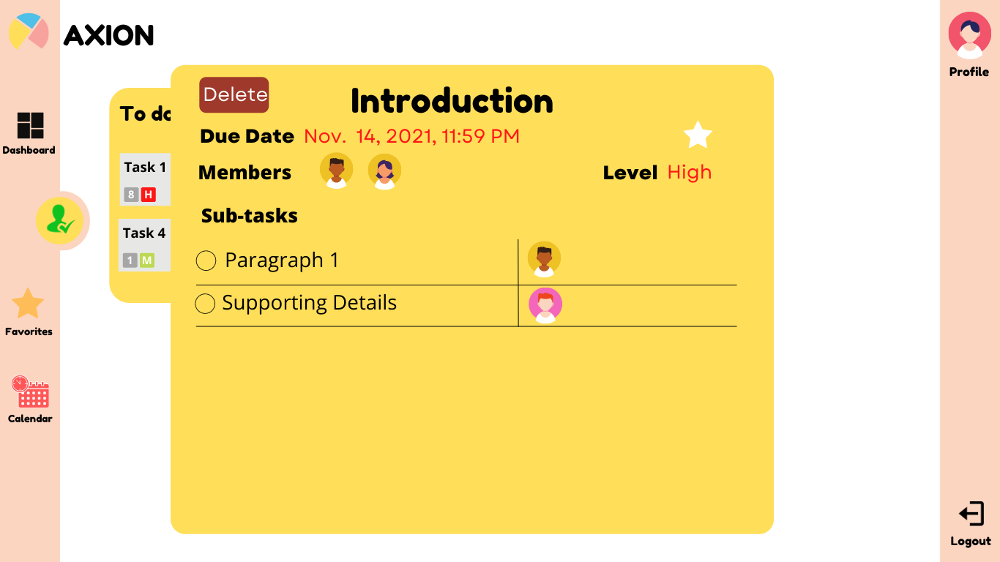 AXION
Profile
Delete
Introduction
To do
Due Date Nov. 14, 2021, 11:59 PM
Dashboard
Members
Level High
Task 1
8 H
Sub-tasks
Task 4
1 M
Paragraph 1
Supporting Details
Favorites
Calendar
Logout